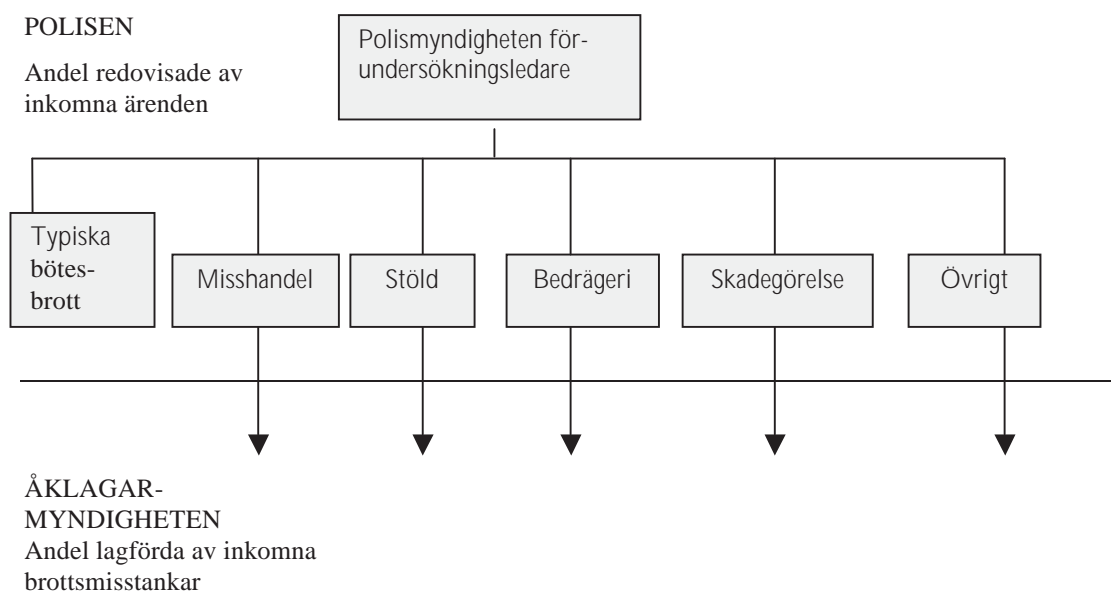 POLISEN
Andel redovisade av
inkomna ärenden
Polismyndigheten för-
undersökningsledare
Typiska
bötes-
brott
Misshandel
Stöld
Bedrägeri
Skadegörelse
Övrigt
ÅKLAGAR-
MYNDIGHETEN
Andel lagförda av inkomna
brottsmisstankar